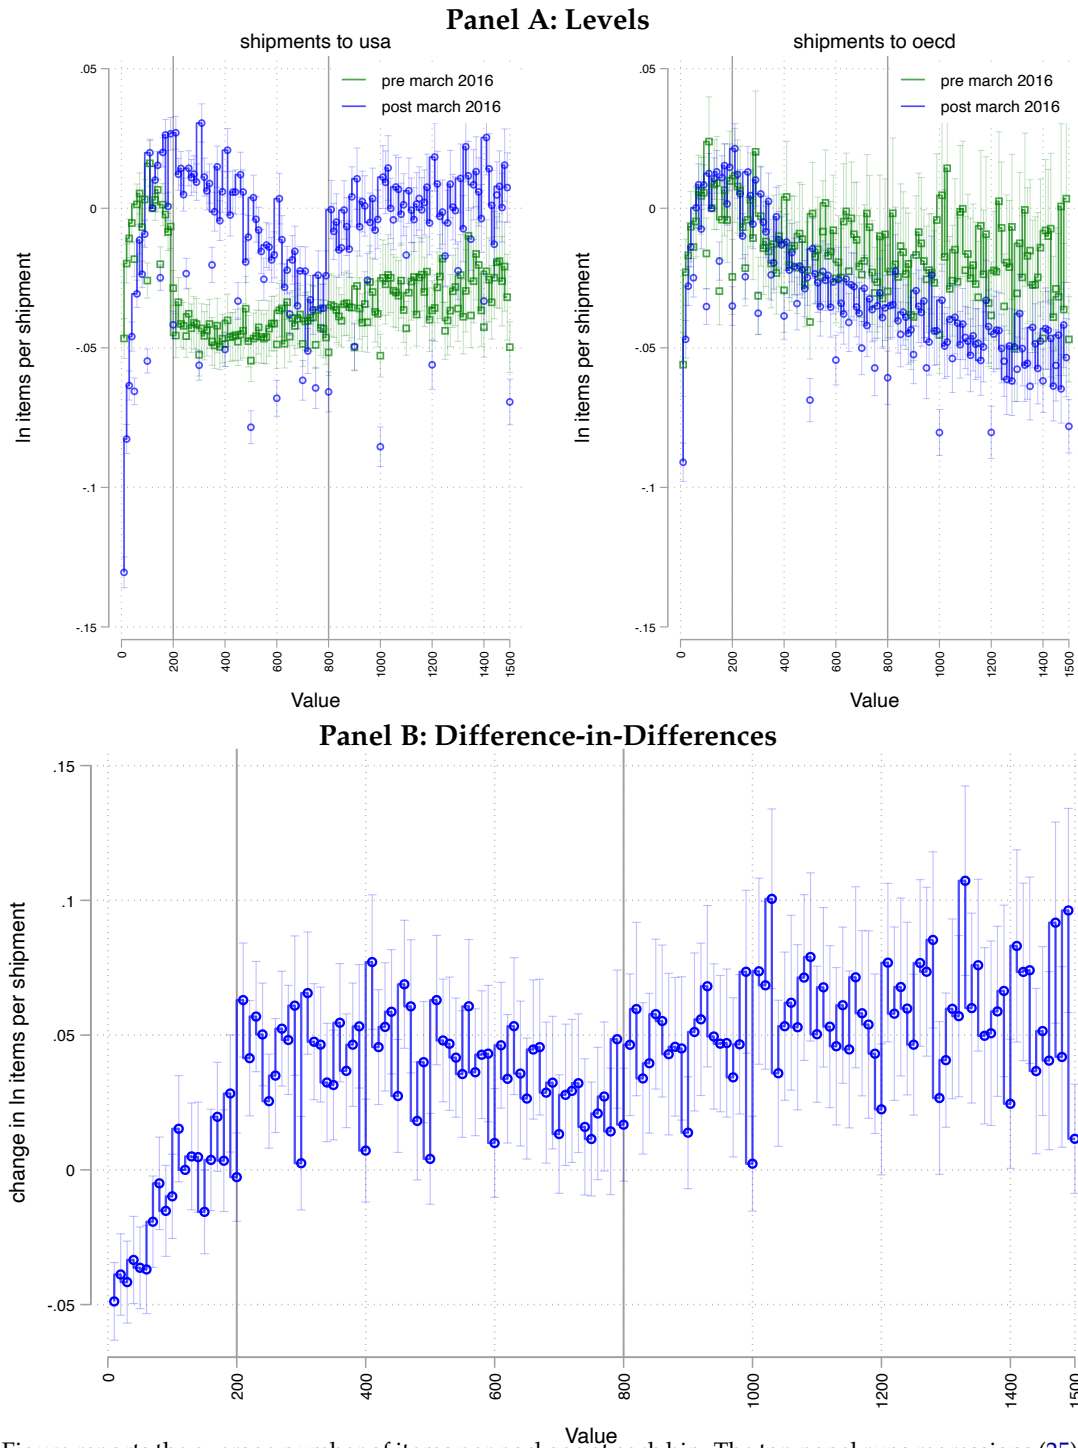 Panel A: Levels
shipments to usa
shipments to oecd
pre march 2016
post march 2016
pre march 2016
post march 2016
.05
0
-.05
-.1
-.15
ln items per shipment
0 200 400 600 800 1000 1200 1400 1500
Value
.05
0
-.05
-.1
-.15
ln items per shipment
0 200 400 600 800 1000 1200 1400 1500
Value
Panel B: Difference-in-Differences
.15
.1
.05
0
-.05
change in ln items per shipment
0 200 400 600 800 1000 1200 1400 1500
Value